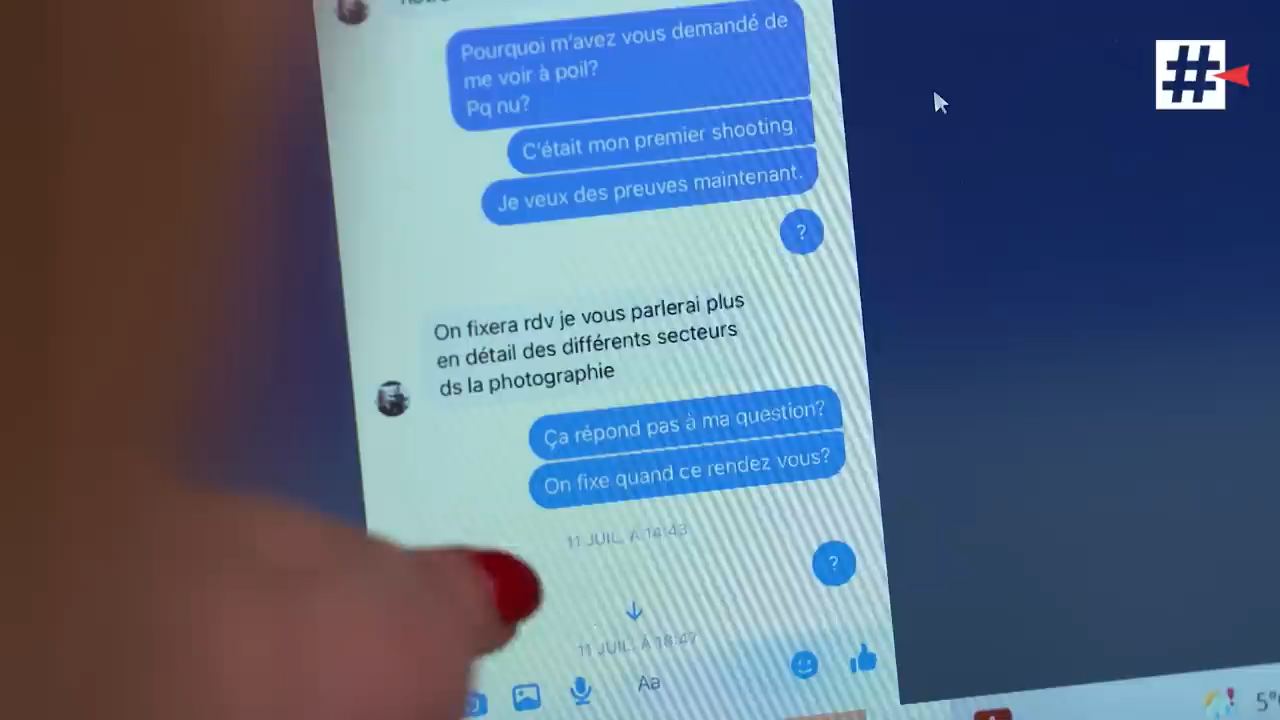 Pourquoi m'avez vous demandé de
me voir à poil?
Pq nu?
C'était mon premier shooting.
Je veux des preuves maintenant.
?
On fixera rdv je vous parlerai plus
en détail des différents secteurs
ds la photographie
Ça répond pas à ma question?
On fixe quand ce rendez vous?
11 JUIL. À 14:43
?
11 JUIL. À 18:47
Aa
5°
#